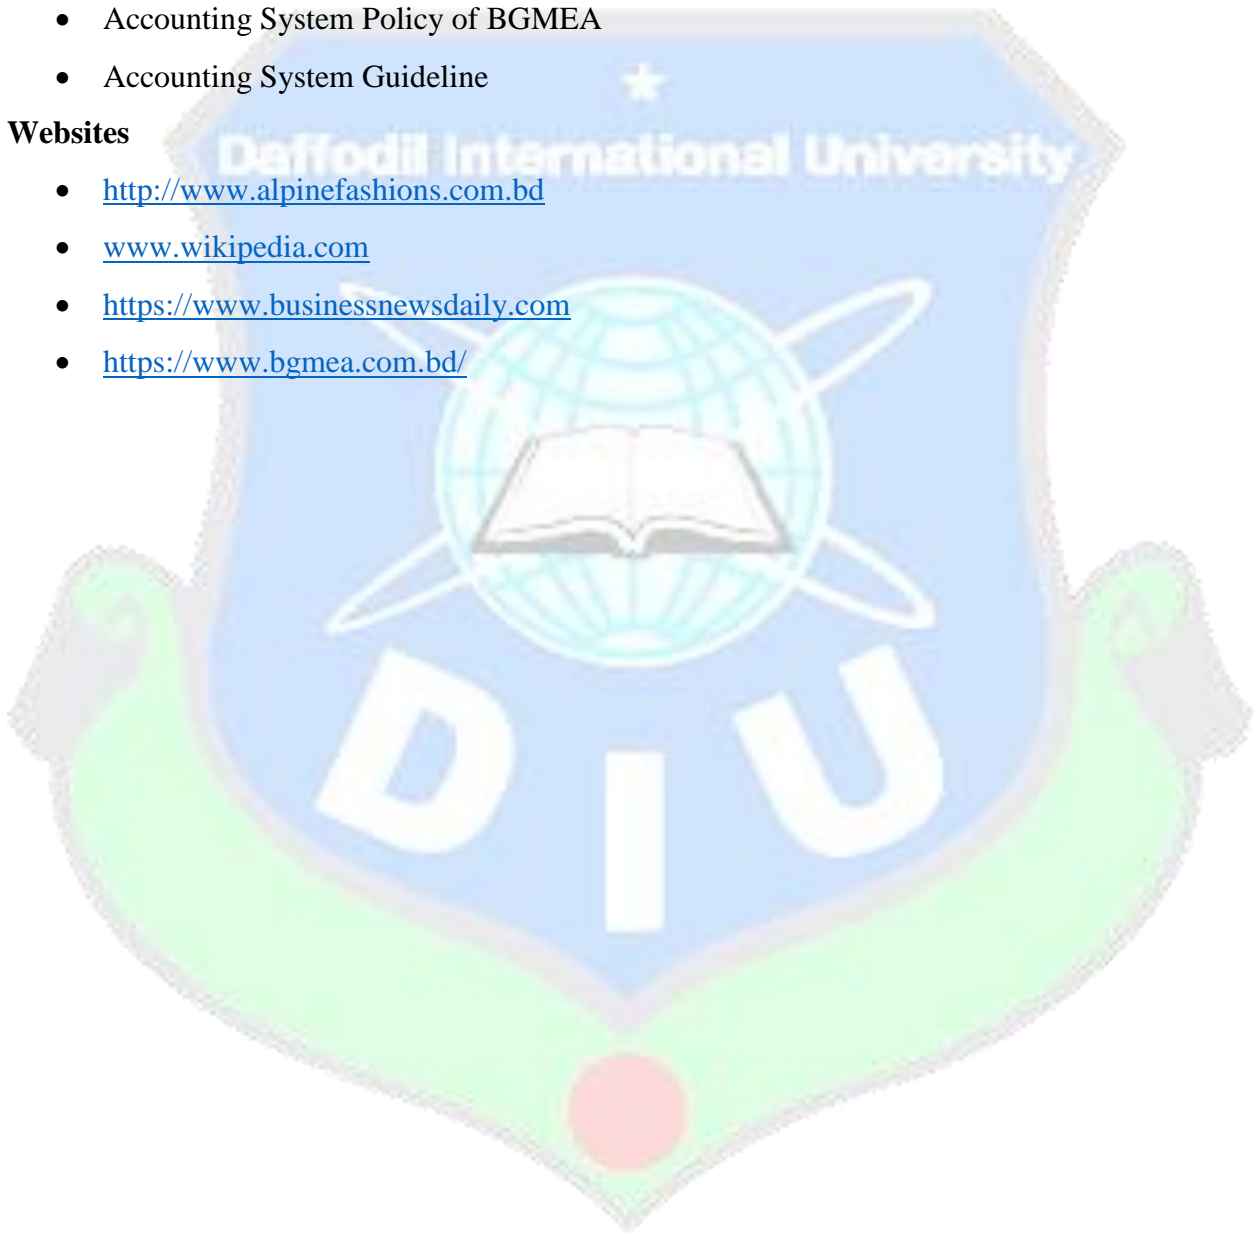 • Accounting System Policy of BGMEA
• Accounting System Guideline
Websites
Daffodil International University
• http://www.alpinefashions.com.bd
• www.wikipedia.com
• https://www.businessnewsdaily.com
• https://www.bgmea.com.bd/
D I U